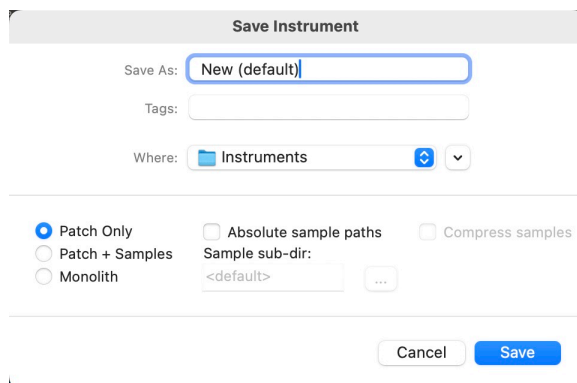 Save Instrument
Save As: New (default)
Tags:
Where: Instruments
Patch Only
Absolute sample paths
Compress samples
Patch + Samples
Sample sub-dir:
Monolith
<default>
...
Cancel
Save